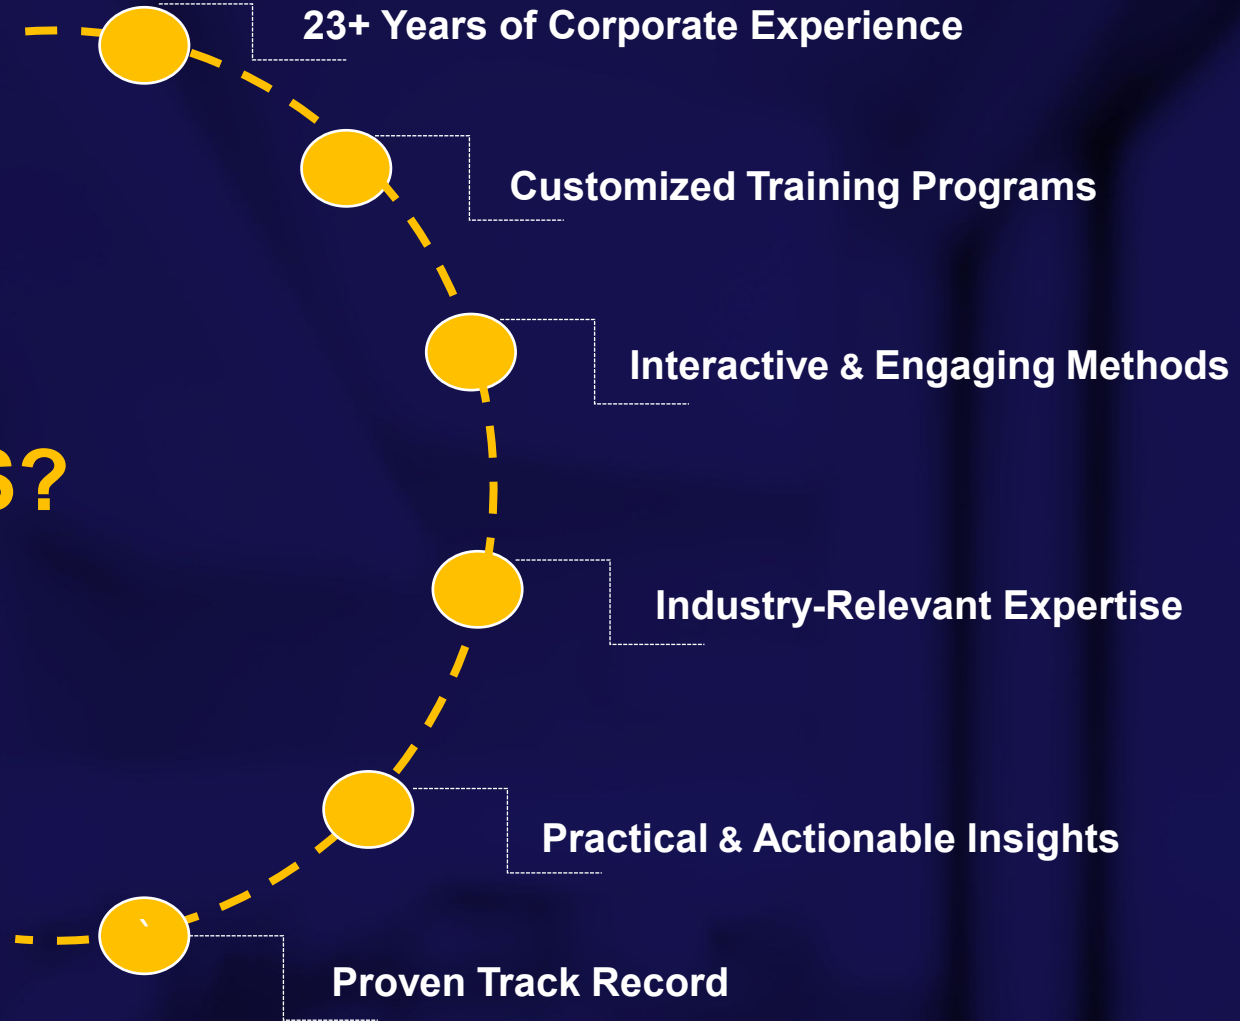 23+ Years of Corporate Experience
Customized Training Programs
Interactive & Engaging Methods
S?
Industry-Relevant Expertise
Practical & Actionable Insights
`
Proven Track Record